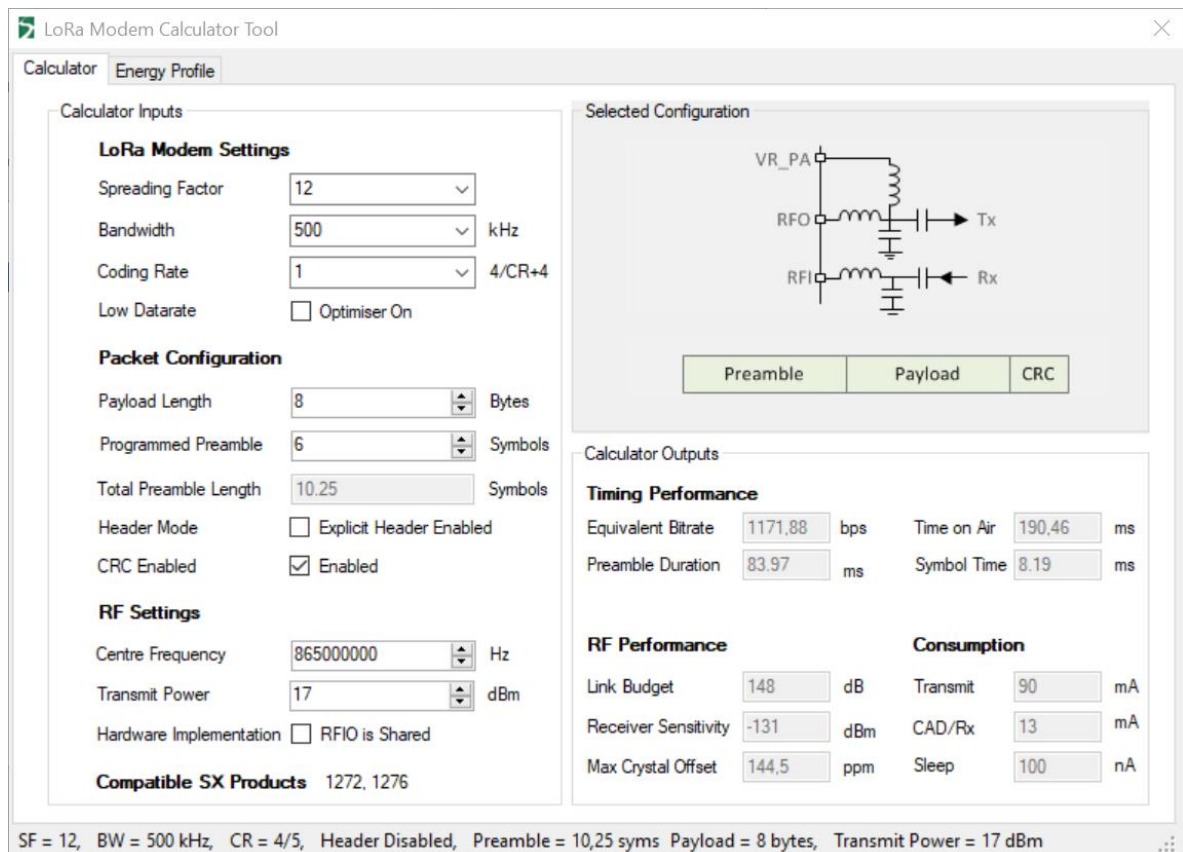 LoRa Modem Calculator Tool
Calculator Energy Profile
Calculator Inputs
LoRa Modem Settings
Spreading Factor 12
Bandwidth 500 kHz
Coding Rate 1 4/CR+4
Low Datarate Optimiser On
Packet Configuration
Payload Length 8 Bytes
Programmed Preamble 6 Symbols
Total Preamble Length 10.25 Symbols
Header Mode Explicit Header Enabled
CRC Enabled Enabled
RF Settings
Centre Frequency 865000000 Hz
Transmit Power 17 dBm
Hardware Implementation RFIO is Shared
Compatible SX Products 1272, 1276
Selected Configuration
VR_PA
RFO Tx
RFI Rx
Preamble Payload CRC
Calculator Outputs
Timing Performance
Equivalent Bitrate 1171,88 bps Time on Air 190,46 ms
Preamble Duration 83.97 ms Symbol Time 8.19 ms
RF Performance Consumption
Link Budget 148 dB Transmit 90 mA
Receiver Sensitivity -131 dBm CAD/Rx 13 mA
Max Crystal Offset 144,5 ppm Sleep 100 nA
SF = 12, BW = 500 kHz, CR = 4/5, Header Disabled, Preamble = 10,25 syms Payload = 8 bytes, Transmit Power = 17 dBm